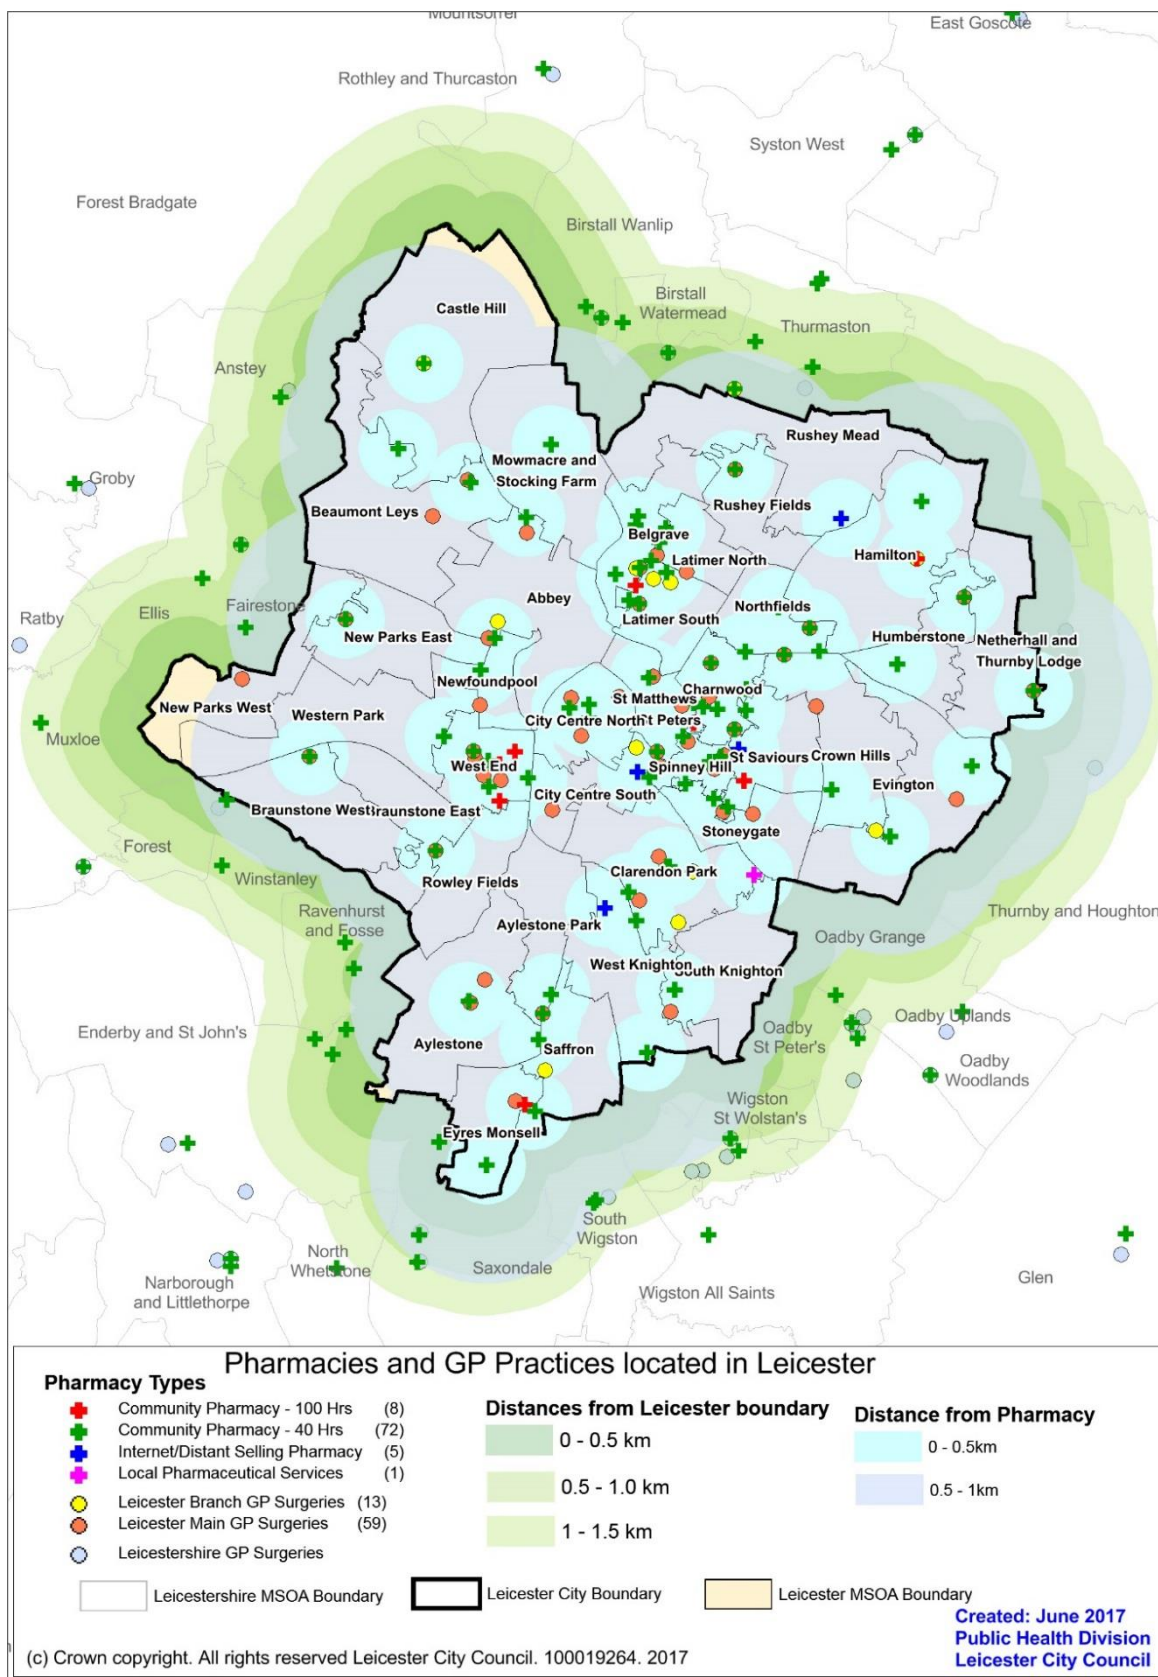 Mountsorrel
East Goscote
Rothley and Thurcaston
Syston West
Forest Bradgate
Birstall Wanlip
Castle Hill
Birstall
Watermead
Thurmaston
Anstey
Rushey Mead
Mowmacre and
Stocking Farm
Groby
Beaumont Leys
Rushey Fields
Belgrave
Hamilton
Latimer North
Abbey
Ellis
Fairestone
Northfields
Ratby
New Parks East
Latimer South
Humberstone
Netherhall and
Thurnby Lodge
Newfoundpool
St Matthews
Charnwood
New Parks West
Western Park
City Centre North
t Peters
Muxloe
West End
Spinney Hill
St Saviours
Crown Hills
Evington
City Centre South
Braunstone West
raunstone East
Stoneygate
Forest
Winstanley
Rowley Fields
Clarendon Park
Ravenhurst
and Fosse
Aylestone Park
Thurnby and Houghton
Oadby Grange
West Knighton
South Knighton
Enderby and St John's
Oadby Uplands
Aylestone
Saffron
Oadby
St Peter's
Oadby
Woodlands
Wigston
St Wolstan's
Eyres Monsell
South
Wigston
North
Whetstone
Saxondale
Narborough
and Littlethorpe
Wigston All Saints
Glen
Pharmacies and GP Practices located in Leicester
Pharmacy Types
Community Pharmacy - 100 Hrs (8)
Community Pharmacy - 40 Hrs (72)
Internet/Distant Selling Pharmacy (5)
Local Pharmaceutical Services (1)
Leicester Branch GP Surgeries (13)
Leicester Main GP Surgeries (59)
Leicestershire GP Surgeries
Distances from Leicester boundary
0 - 0.5 km
0.5 - 1.0 km
1 - 1.5 km
Distance from Pharmacy
0 - 0.5km
0.5 - 1km
Leicestershire MSOA Boundary
Leicester City Boundary
Leicester MSOA Boundary
Created: June 2017
Public Health Division
Leicester City Council
(c) Crown copyright. All rights reserved Leicester City Council. 100019264. 2017